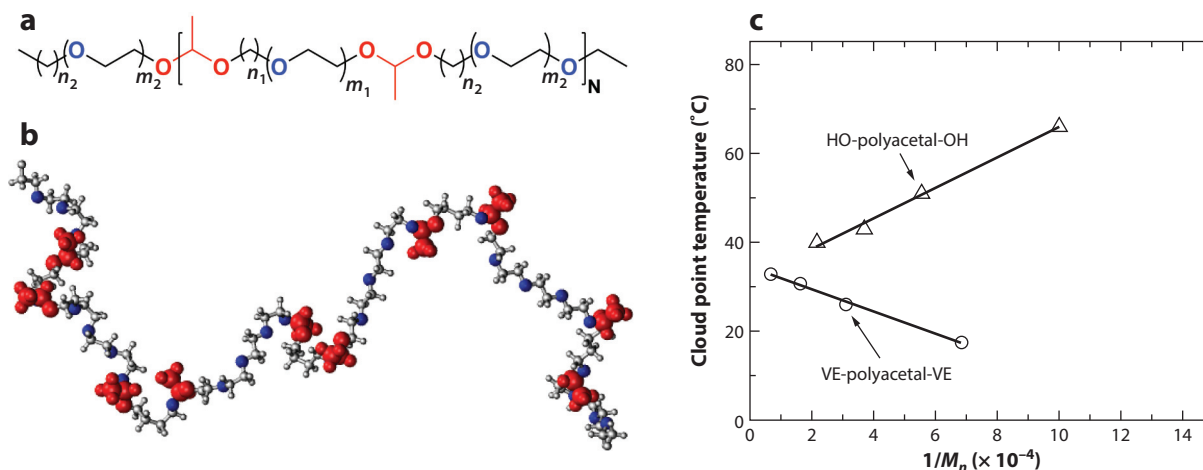 a
O O O O O O O O
n2 m2 n1 m1 n2 m2 N
b
c
Cloud point temperature (°C)
80
60
40
20
0
HO-polyacetal-OH
VE-polyacetal-VE
0 2 4 6 8 10 12 14
1/Mn (× 10⁻⁴)